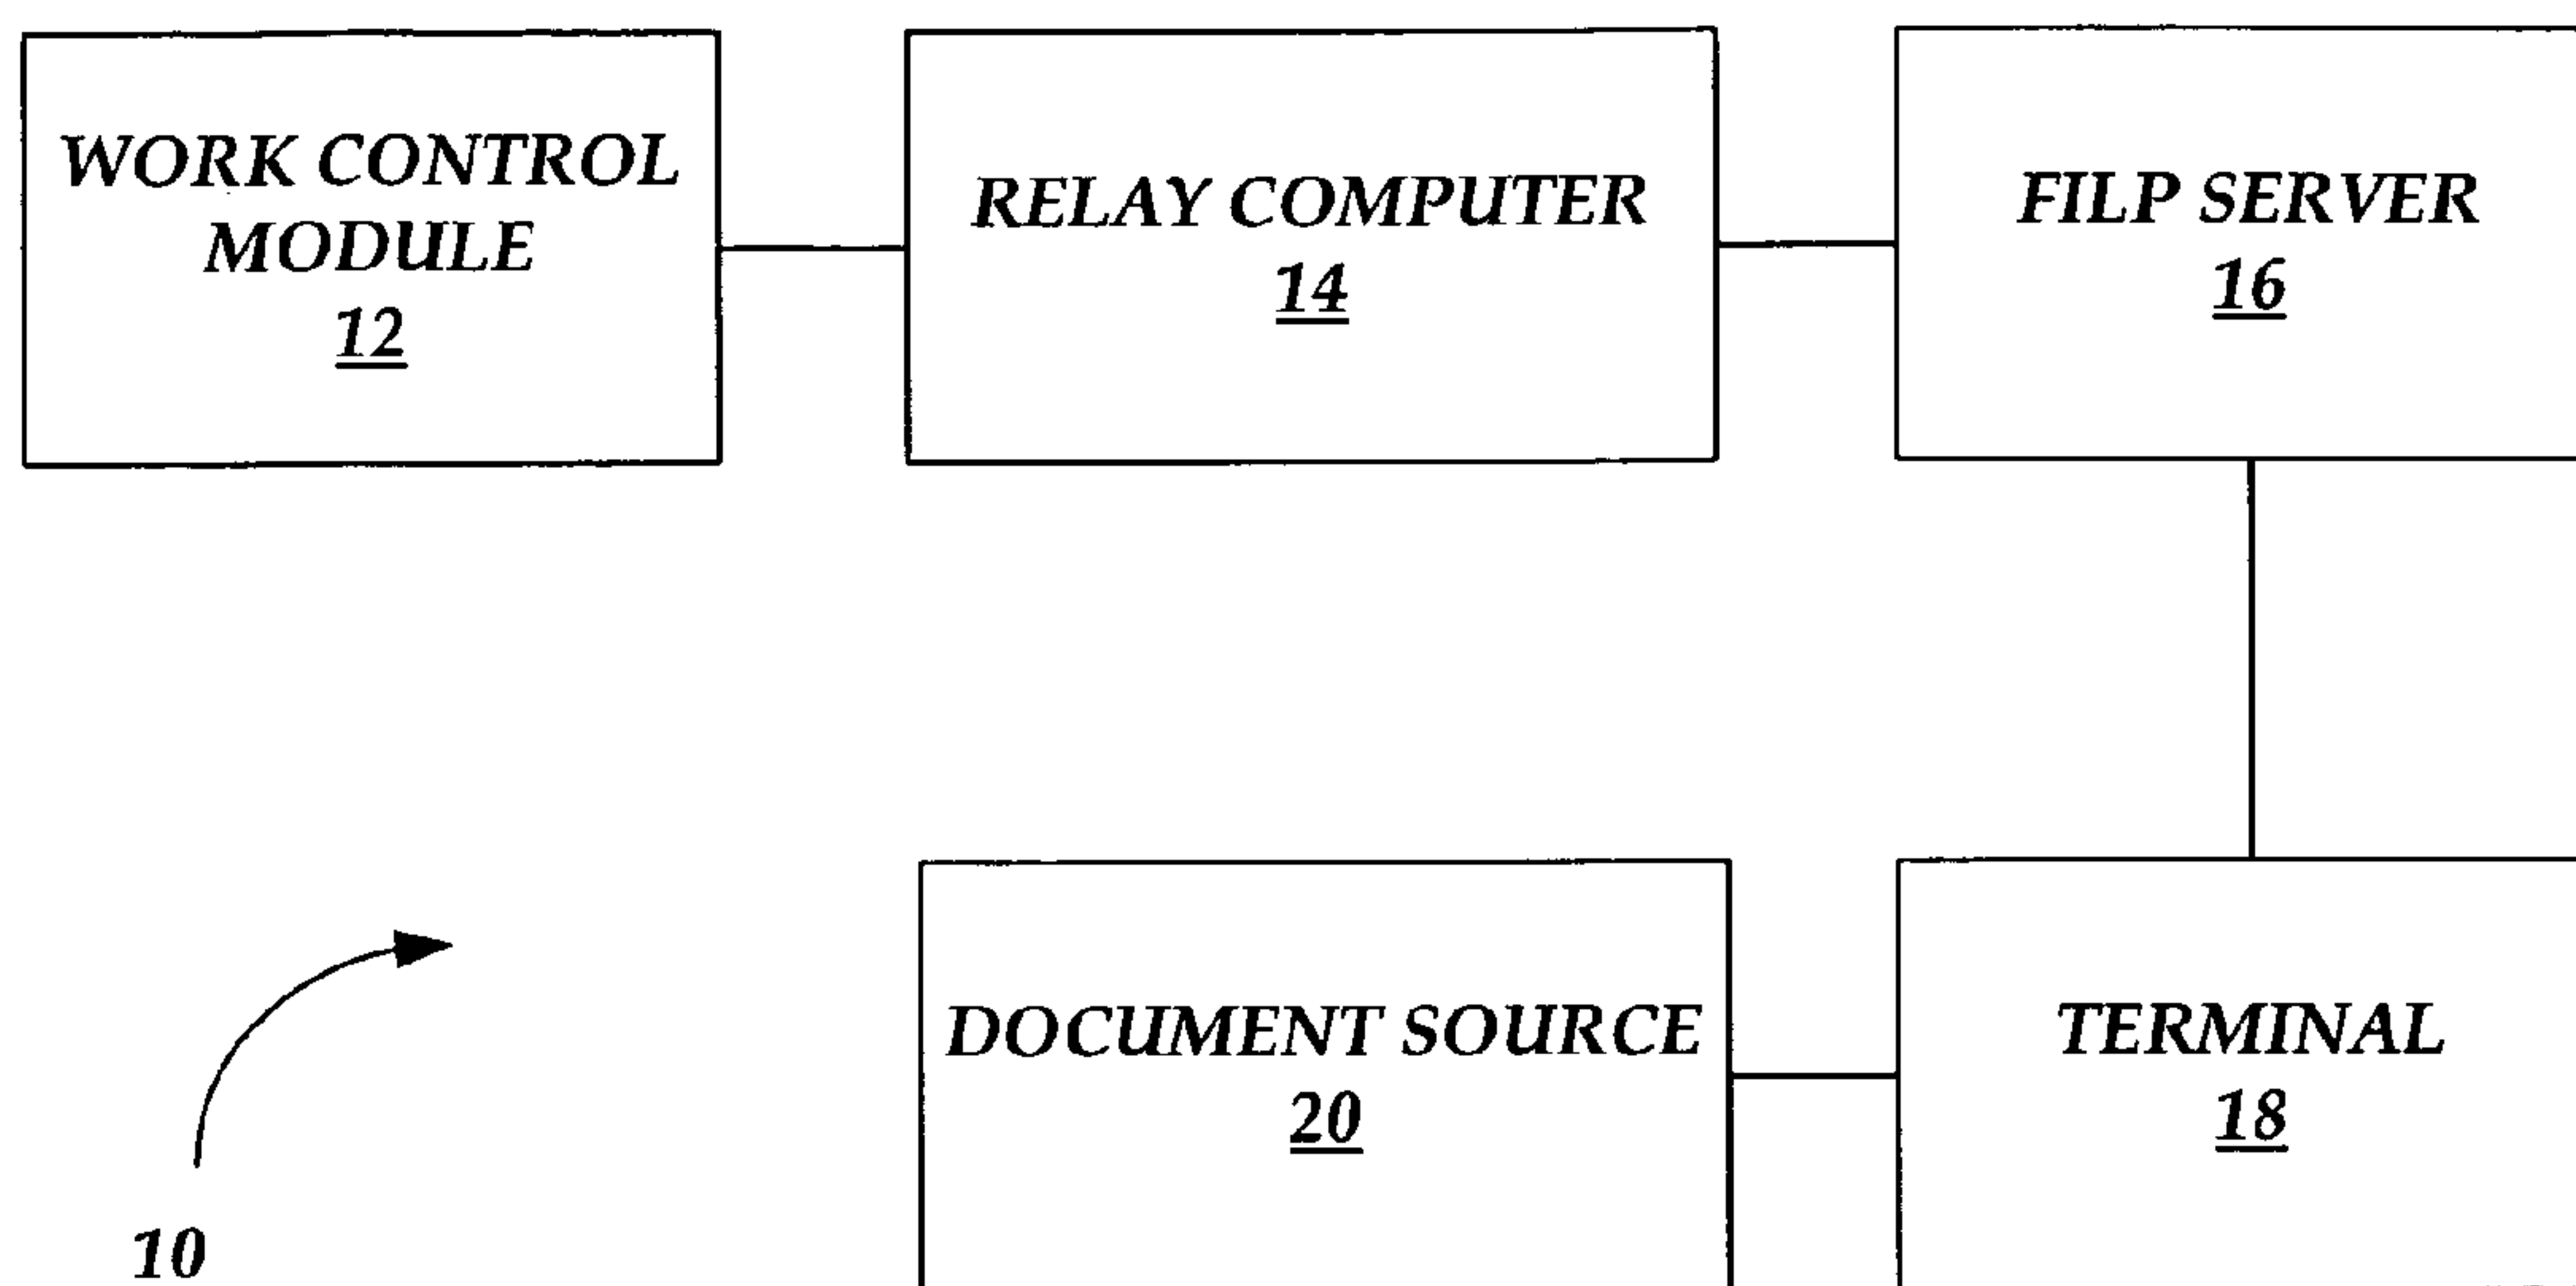 WORK CONTROL
MODULE
12
RELAY COMPUTER
14
FILP SERVER
16
DOCUMENT SOURCE
20
TERMINAL
18
10